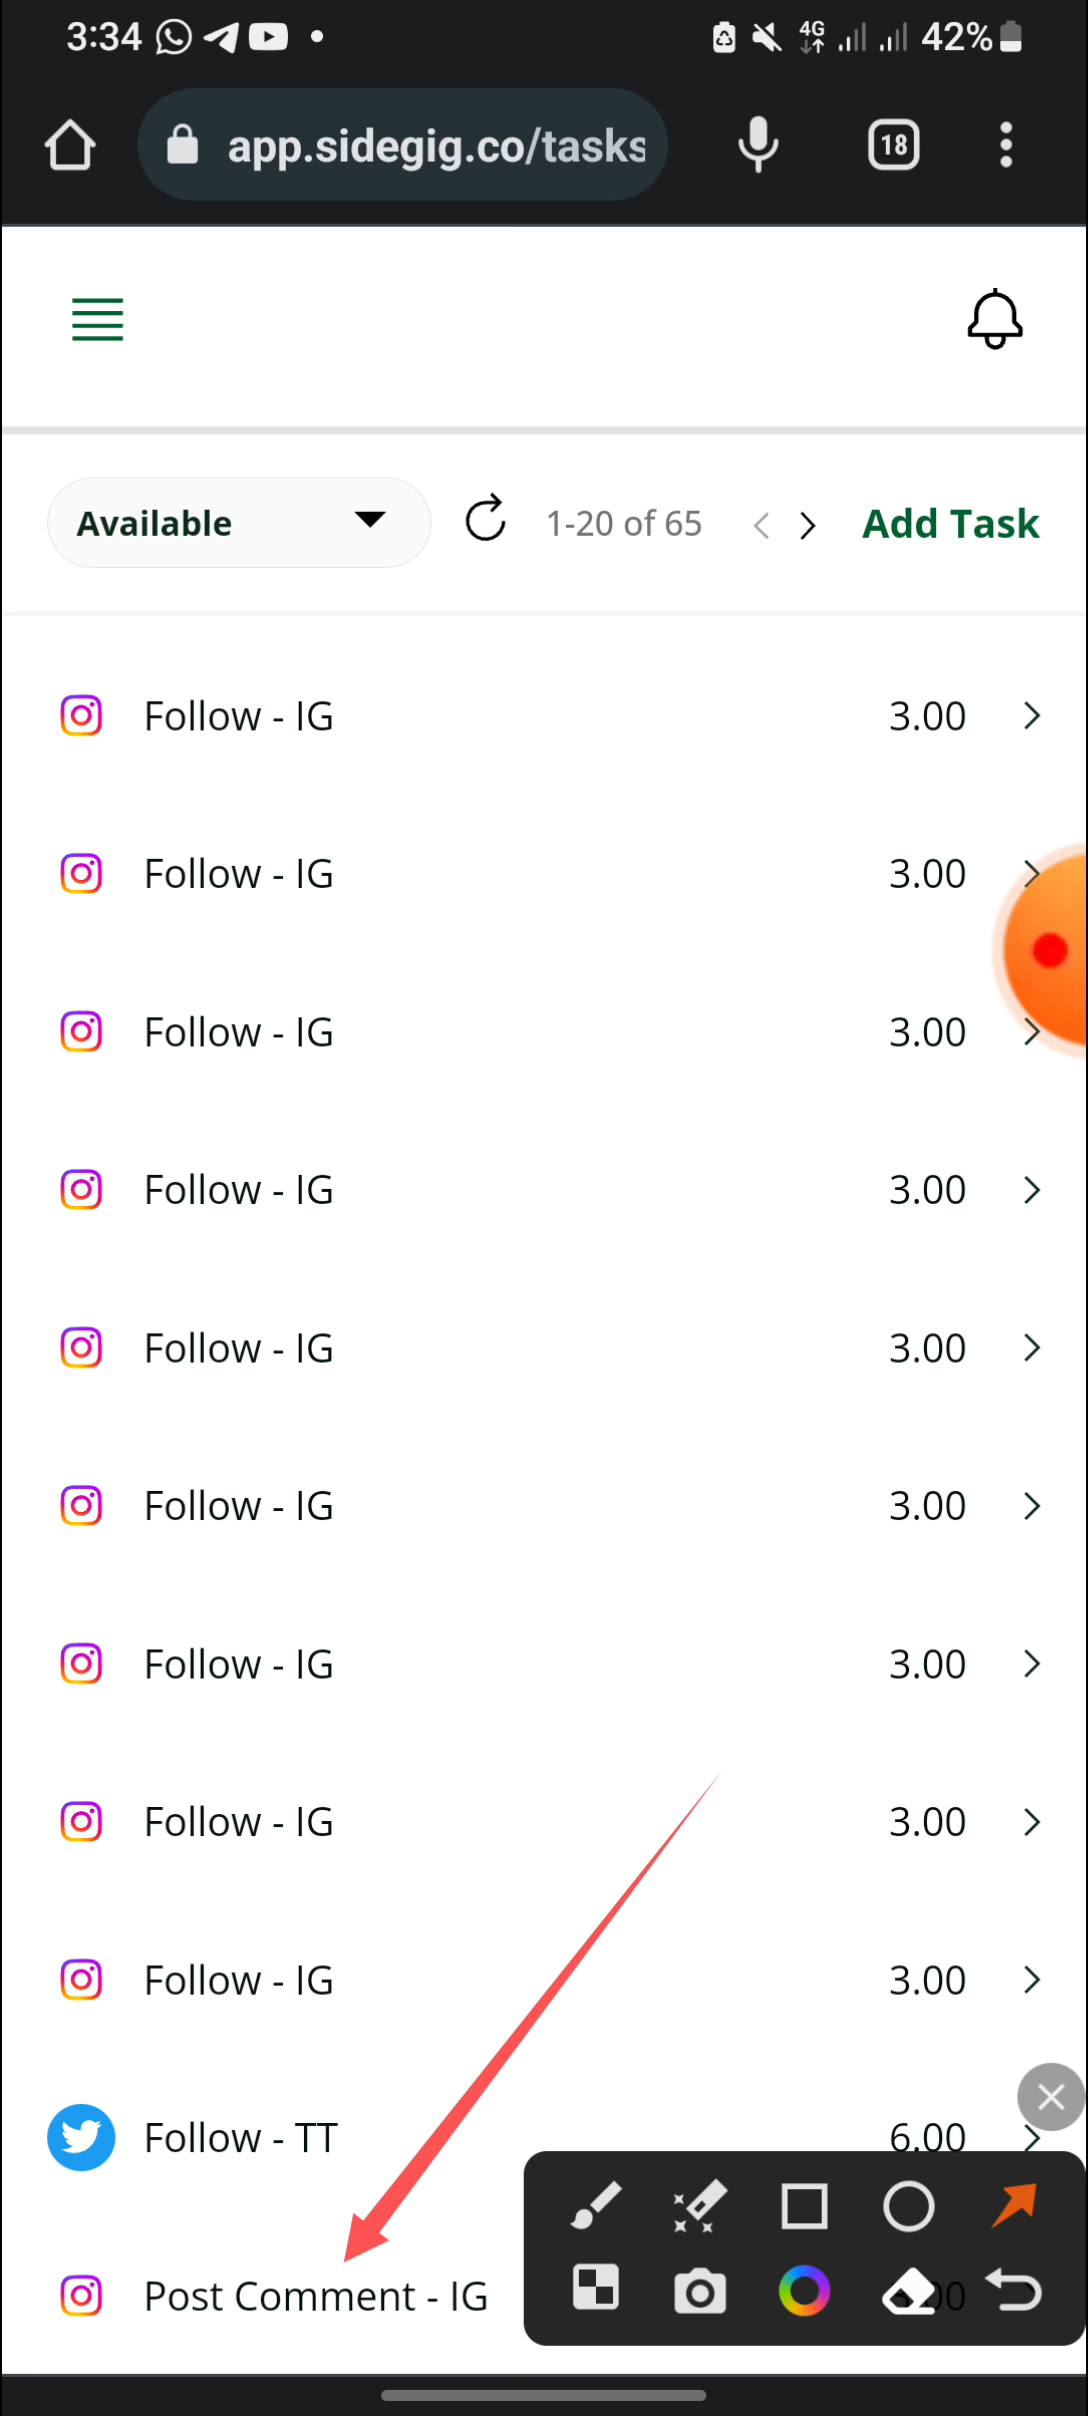 3:34 4G 42%
app.sidegig.co/tasks 18
Available 1-20 of 65 Add Task
Follow - IG 3.00
Follow - IG 3.00
Follow - IG 3.00
Follow - IG 3.00
Follow - IG 3.00
Follow - IG 3.00
Follow - IG 3.00
Follow - IG 3.00
Follow - IG 3.00
Follow - TT 6.00
Post Comment - IG